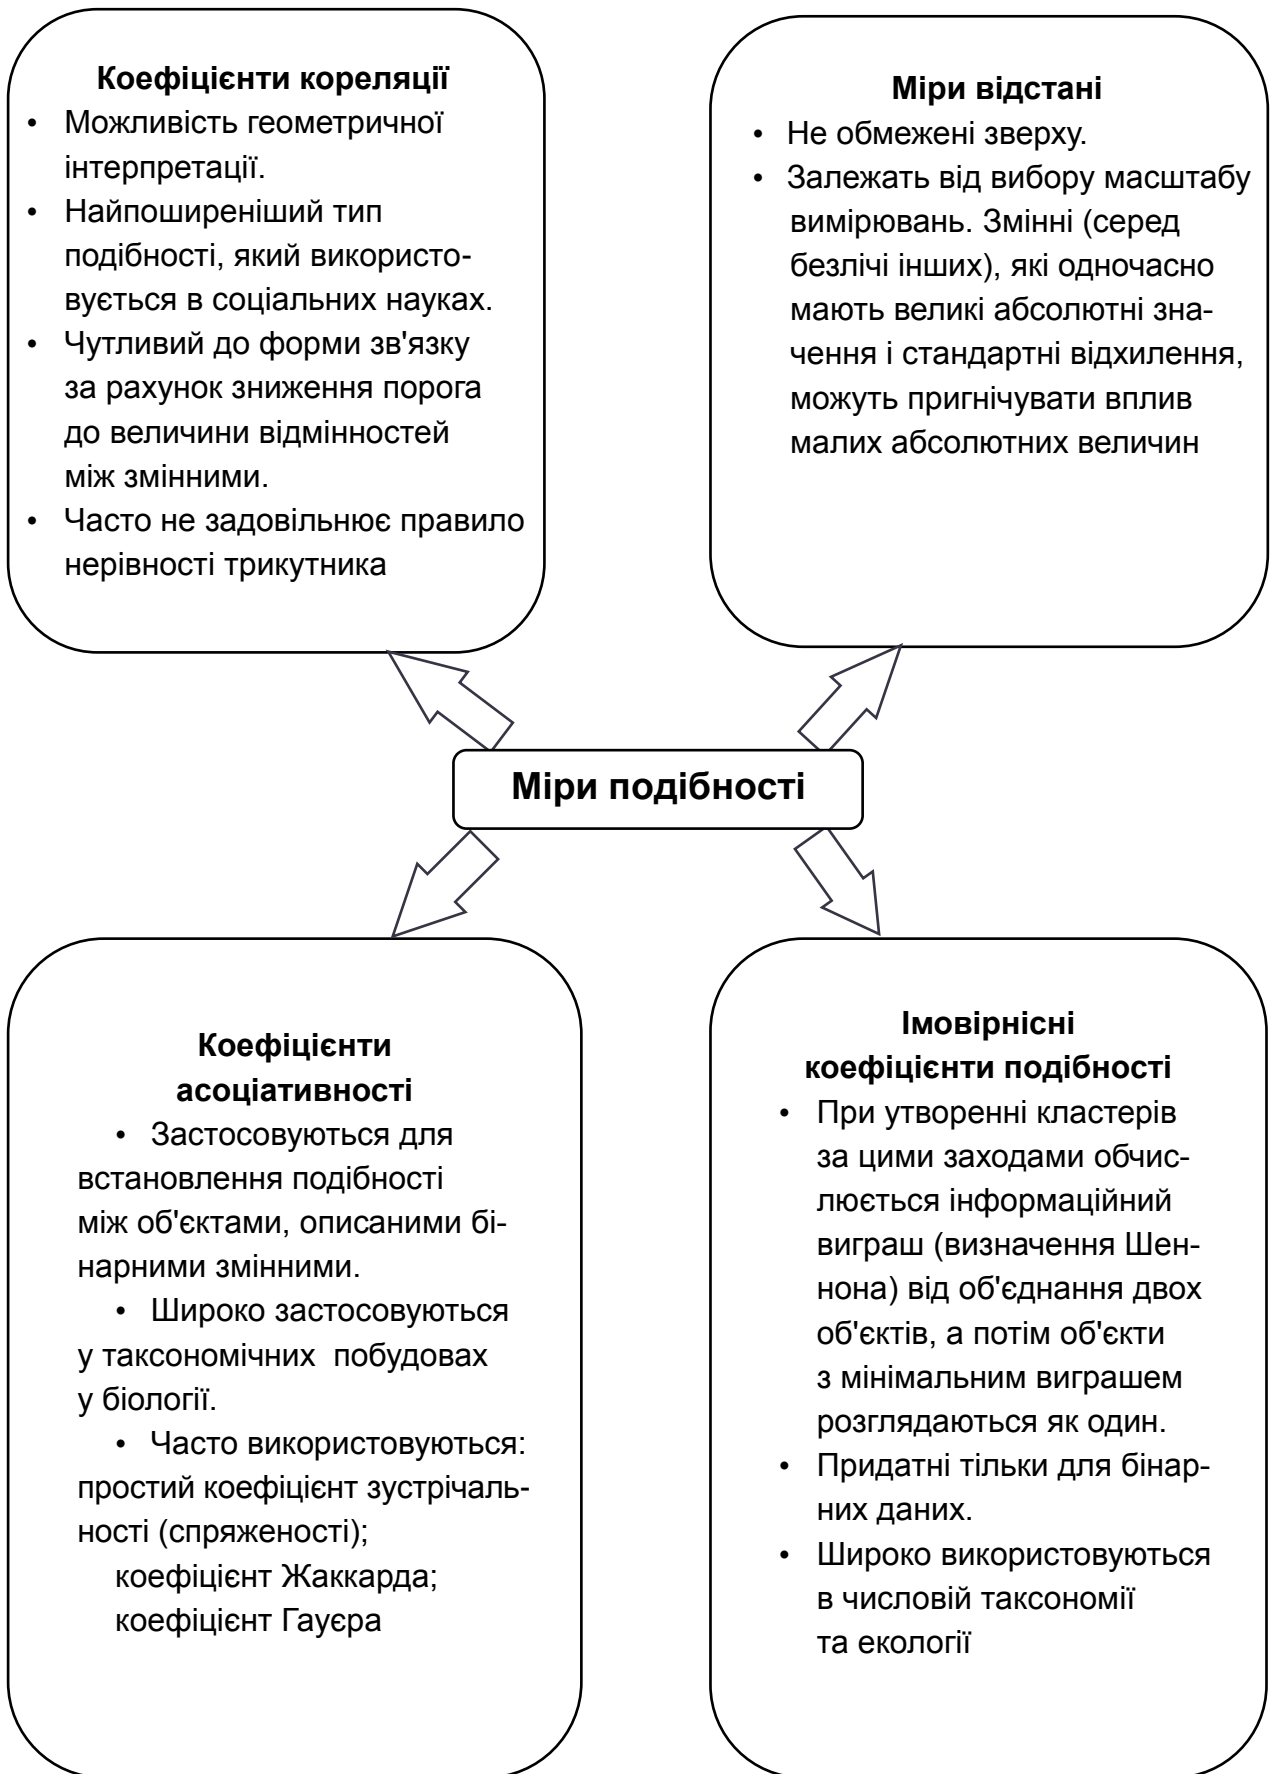 Коефіцієнти кореляції
• Можливість геометричної
інтерпретації.
• Найпоширеніший тип
подібності, який використо-
вується в соціальних науках.
• Чутливий до форми зв'язку
за рахунок зниження порога
до величини відмінностей
між змінними.
• Часто не задовільнює правило
нерівності трикутника
Міри відстані
• Не обмежені зверху.
• Залежать від вибору масштабу
вимірювань. Змінні (серед
безлічі інших), які одночасно
мають великі абсолютні зна-
чення і стандартні відхилення,
можуть пригнічувати вплив
малих абсолютних величин
Міри подібності
Коефіцієнти
асоціативності
• Застосовуються для
встановлення подібності
між об'єктами, описаними бі-
нарними змінними.
• Широко застосовуються
у таксономічних побудовах
у біології.
• Часто використовуються:
простий коефіцієнт зустрічаль-
ності (спряженості);
коефіцієнт Жаккарда;
коефіцієнт Гауєра
Імовірнісні
коефіцієнти подібності
• При утворенні кластерів
за цими заходами обчис-
люється інформаційний
виграш (визначення Шен-
нона) від об'єднання двох
об'єктів, а потім об'єкти
з мінімальним виграшем
розглядаються як один.
• Придатні тільки для бінар-
них даних.
• Широко використовуються
в числовій таксономії
та екології